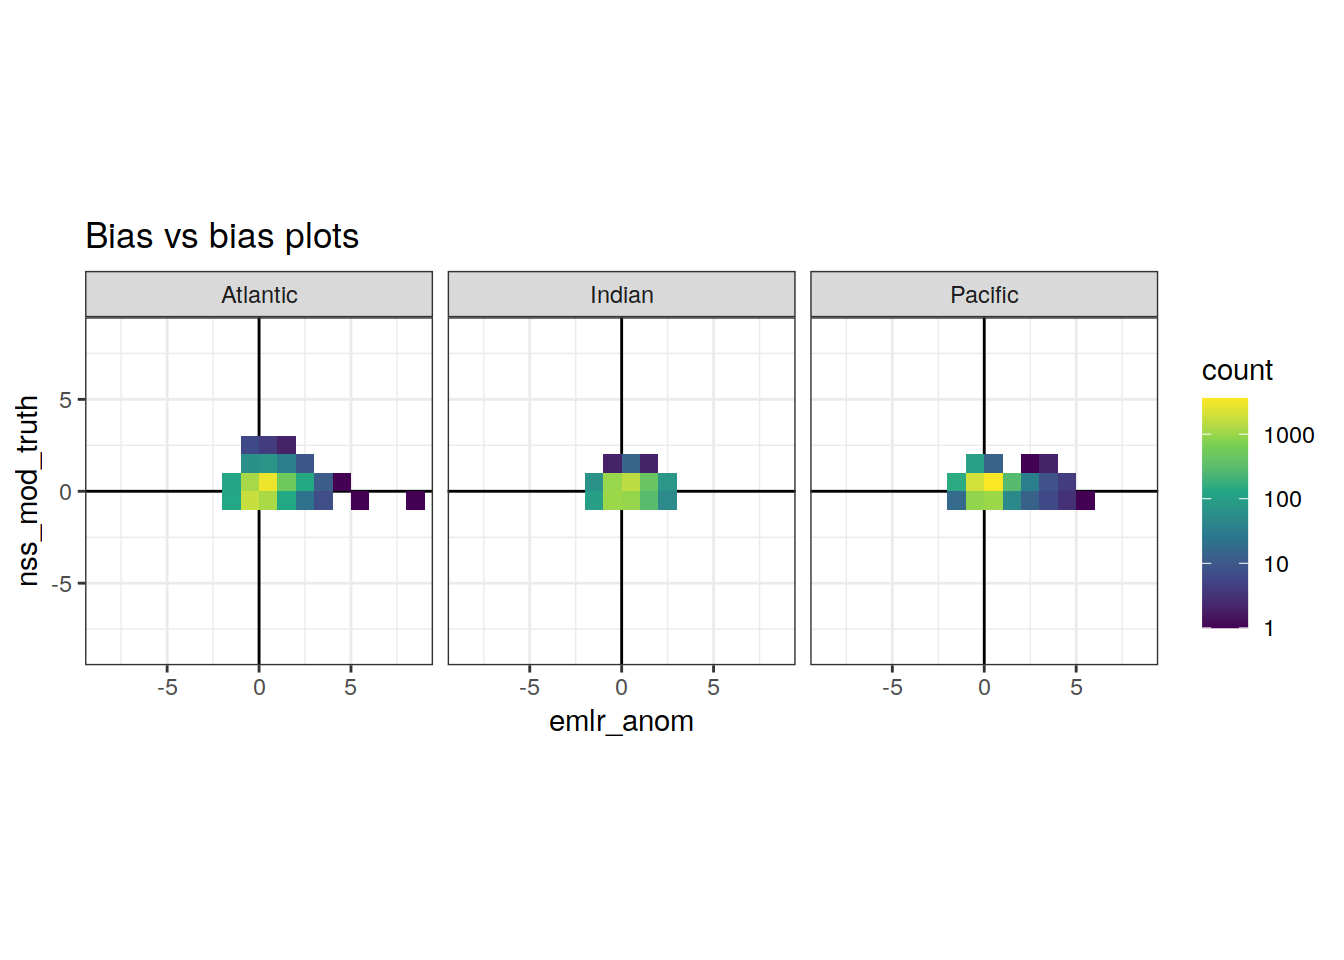 Bias vs bias plots
Atlantic
Indian
Pacific
nss_mod_truth
5
0
-5
-5 0 5
-5 0 5
-5 0 5
emlr_anom
count
1000
100
10
1